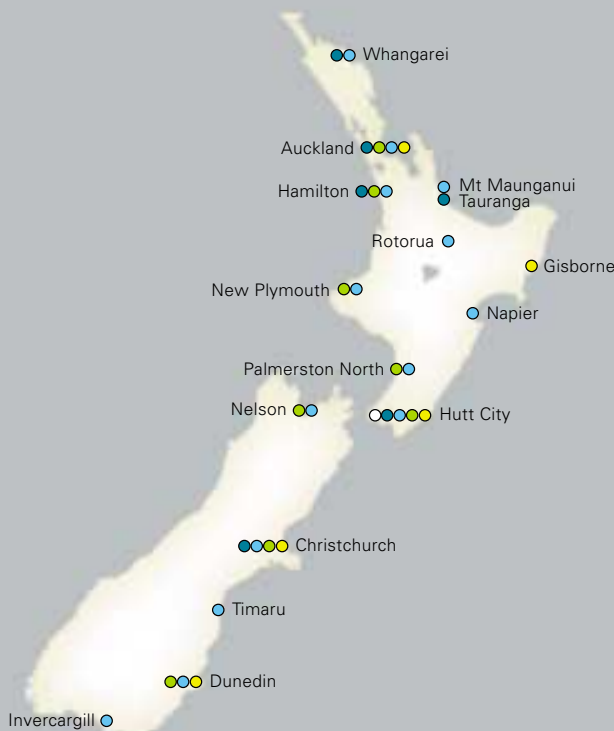 Whangarei
Auckland
Hamilton
Mt Maunganui
Tauranga
Rotorua
Gisborne
New Plymouth
Napier
Palmerston North
Nelson
Hutt City
Christchurch
Timaru
Dunedin
Invercargill